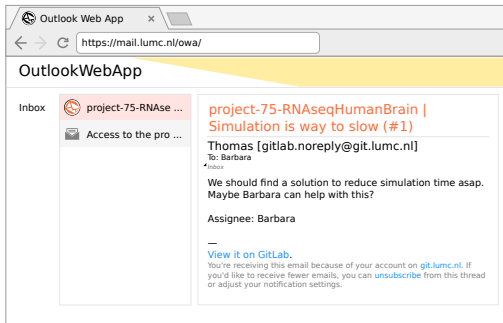 Outlook Web App ×
https://mail.lumc.nl/owa/
OutlookWebApp
Inbox
project-75-RNAse ...
Access to the pro ...
project-75-RNAseqHumanBrain |
Simulation is way to slow (#1)
Thomas [gitlab.noreply@git.lumc.nl]
To: Barbara
Inbox
We should find a solution to reduce simulation time asap.
Maybe Barbara can help with this?
Assignee: Barbara
—
View it on GitLab.
You're receiving this email because of your account on git.lumc.nl. If
you'd like to receive fewer emails, you can unsubscribe from this thread
or adjust your notification settings.